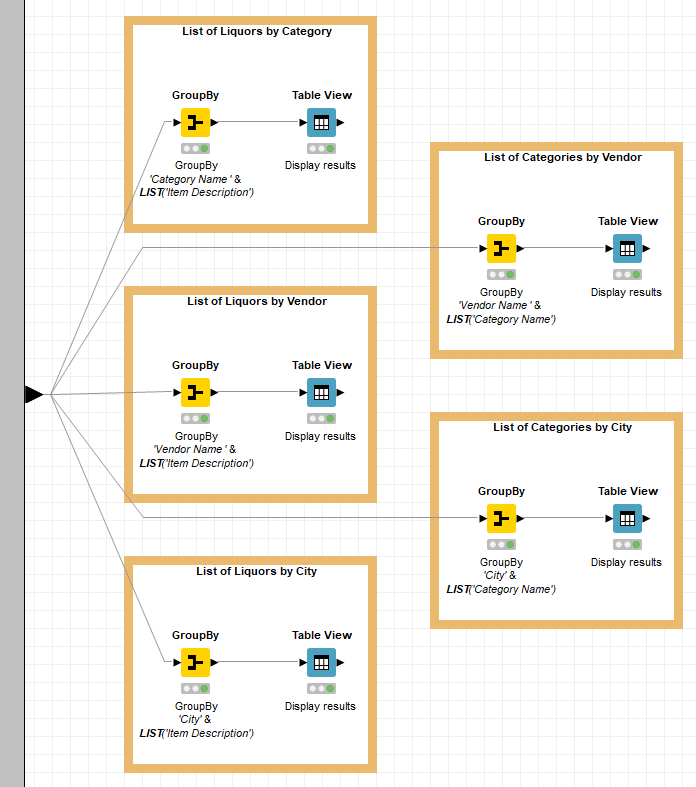 List of Liquors by Category
GroupBy
Table View
GroupBy
'Category Name ' &
LIST('Item Description')
Display results
List of Categories by Vendor
GroupBy
Table View
GroupBy
'Vendor Name ' &
LIST('Category Name')
Display results
List of Liquors by Vendor
GroupBy
Table View
GroupBy
'Vendor Name ' &
LIST('Item Description')
Display results
List of Categories by City
GroupBy
Table View
GroupBy
'City' &
LIST('Category Name')
Display results
List of Liquors by City
GroupBy
Table View
GroupBy
'City' &
LIST('Item Description')
Display results